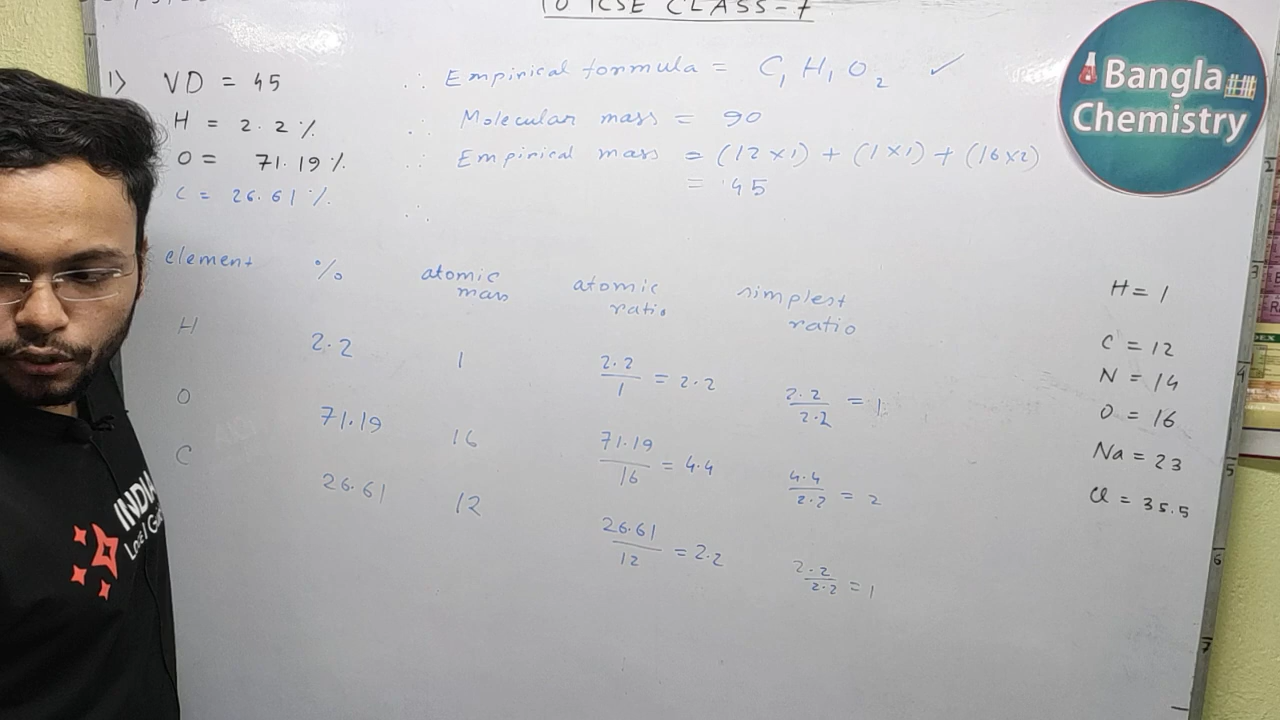 10 ICSE CLASS-7
1) VD = 45
H = 2.2%
O = 71.19%
C = 26.61%
∴ Empirical formula = C₁ H₁ O₂ ✓
∴ Molecular mass = 90
∴ Empirical mass = (12 x 1) + (1 x 1) + (16 x 2)
= 45
∴
Bangla
Chemistry
element % atomic mass atomic ratio simplest ratio
H 2.2 1 2.2/1 = 2.2 2.2/2.2 = 1
O 71.19 16 71.19/16 = 4.4 4.4/2.2 = 2
C 26.61 12 26.61/12 = 2.2 2.2/2.2 = 1
H = 1
C = 12
N = 14
O = 16
Na = 23
Cl = 35.5